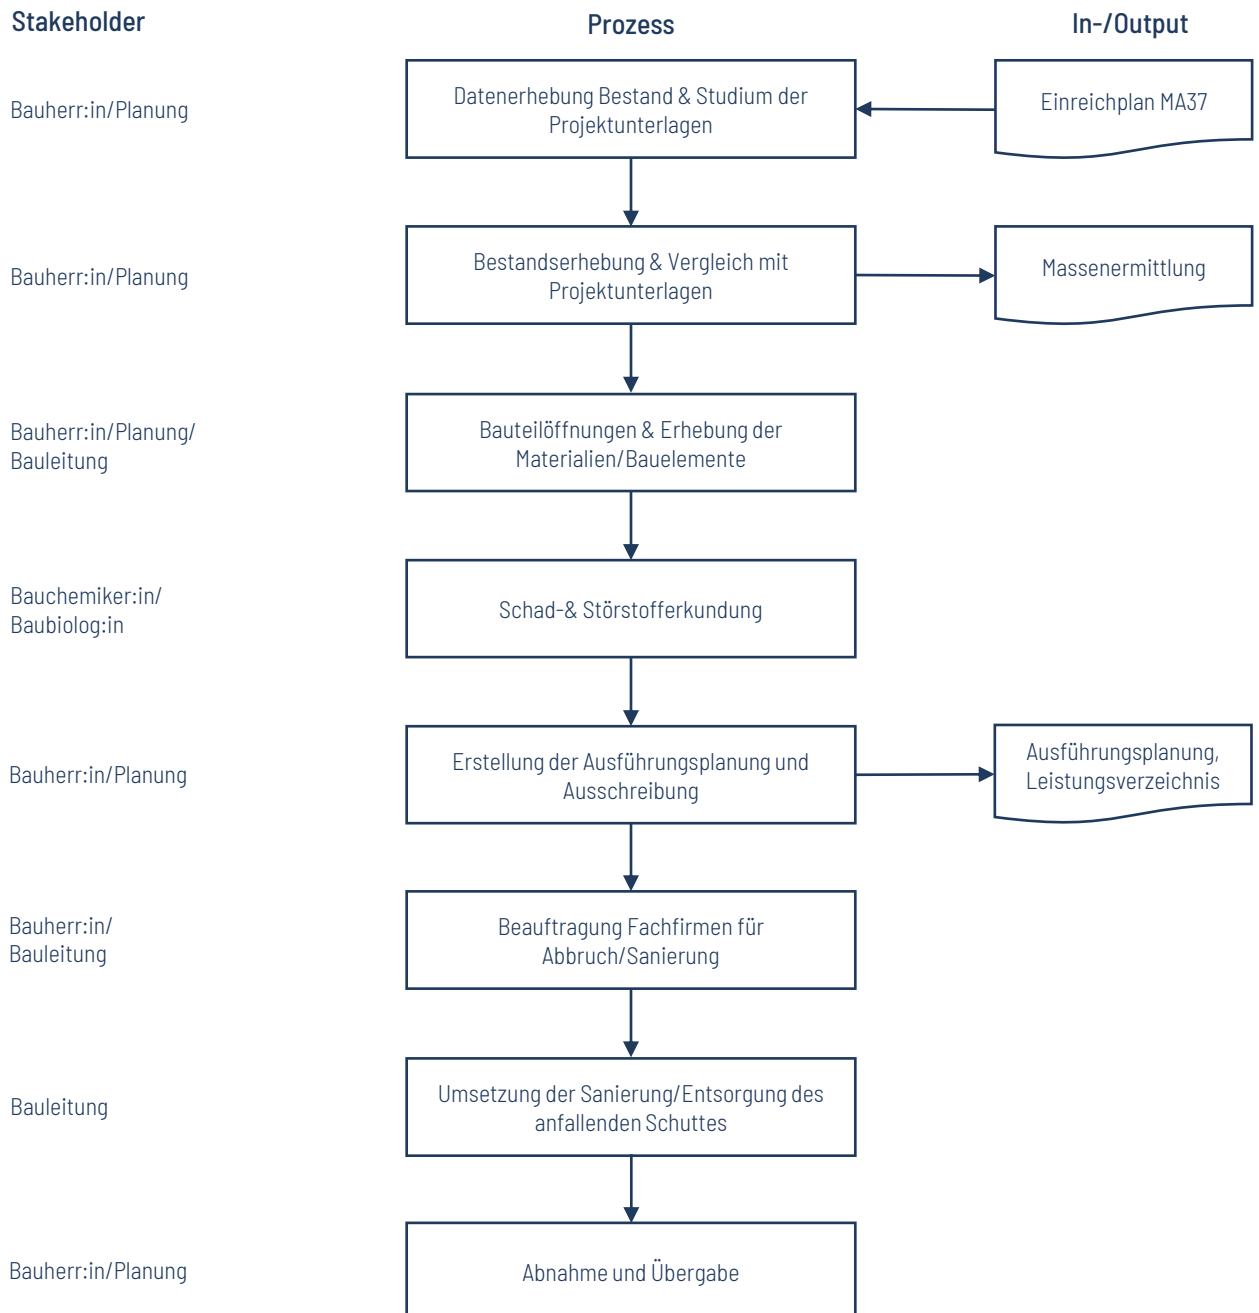 Stakeholder
Prozess
In-/Output
Bauherr:in/Planung
Datenerhebung Bestand & Studium der
Projektunterlagen
Einreichplan MA37
Bauherr:in/Planung
Bestandserhebung & Vergleich mit
Projektunterlagen
Massenermittlung
Bauherr:in/Planung/
Bauleitung
Bauteilöffnungen & Erhebung der
Materialien/Bauelemente
Bauchemiker:in/
Baubiolog:in
Schad-& Störstofferkundung
Bauherr:in/Planung
Erstellung der Ausführungsplanung und
Ausschreibung
Ausführungsplanung,
Leistungsverzeichnis
Bauherr:in/
Bauleitung
Beauftragung Fachfirmen für
Abbruch/Sanierung
Bauleitung
Umsetzung der Sanierung/Entsorgung des
anfallenden Schuttes
Bauherr:in/Planung
Abnahme und Übergabe